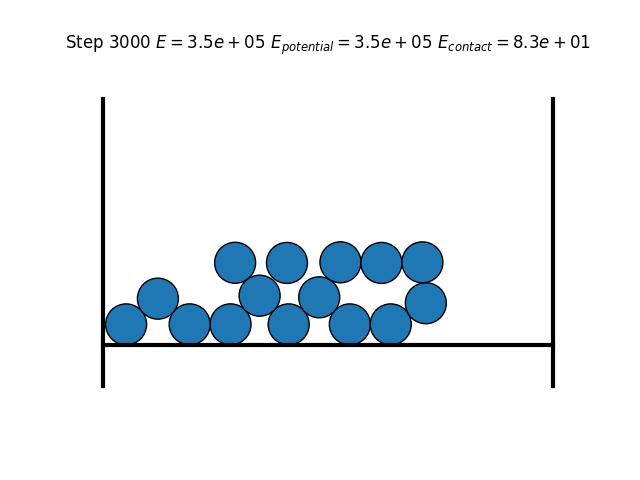 Step 3000 E = 3.5e + 05 E_potential = 3.5e + 05 E_contact = 8.3e + 01